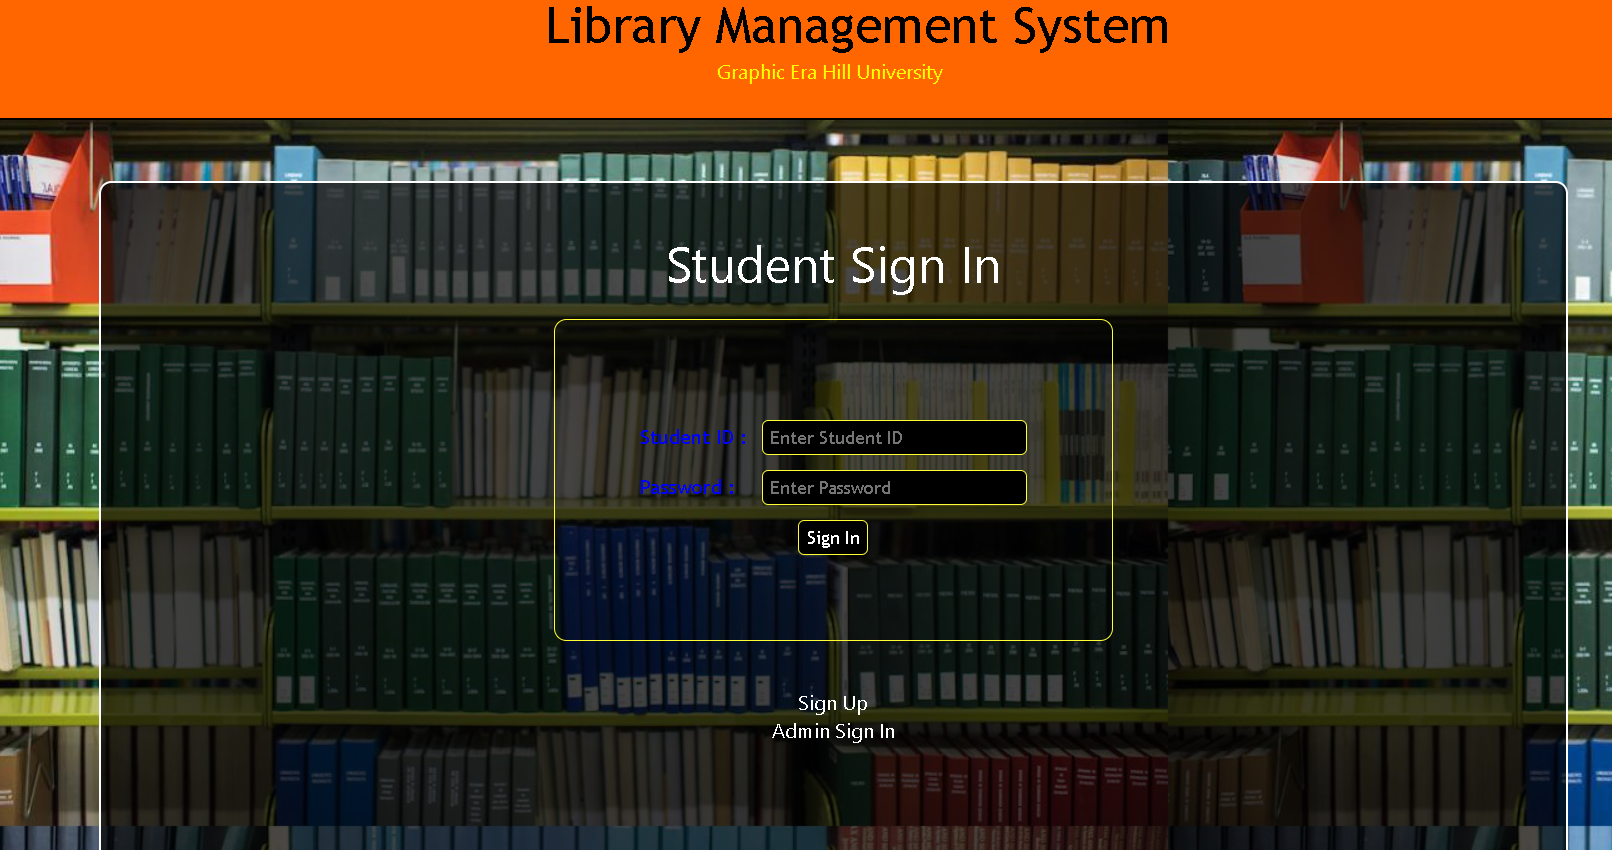 Library Management System
Graphic Era Hill University
Student Sign In
Student ID :
Enter Student ID
Password :
Enter Password
Sign In
Sign Up
Admin Sign In